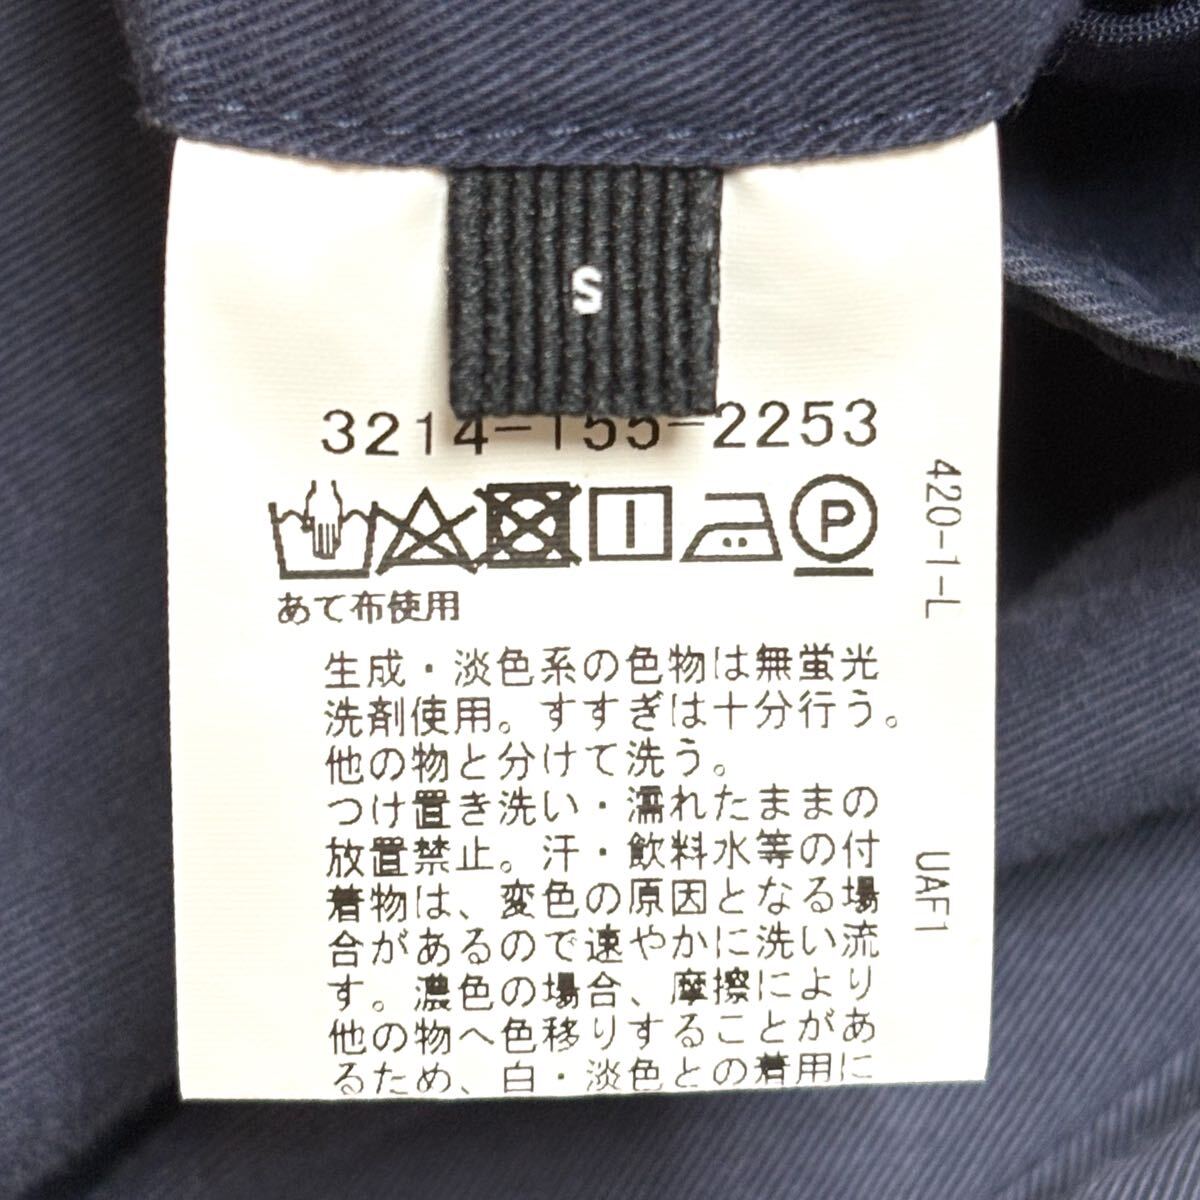 S
3214-155-2253
P
あて布使用
生成・淡色系の色物は無蛍光
洗剤使用。すすぎは十分行う。
他の物と分けて洗う。
つけ置き洗い・濡れたままの
放置禁止。汗・飲料水等の付
着物は、変色の原因となる場
合があるので速やかに洗い流
す。濃色の場合、摩擦により
他の物へ色移りすることがあ
るため、白・淡色との着用に
420-1-L
UAF1